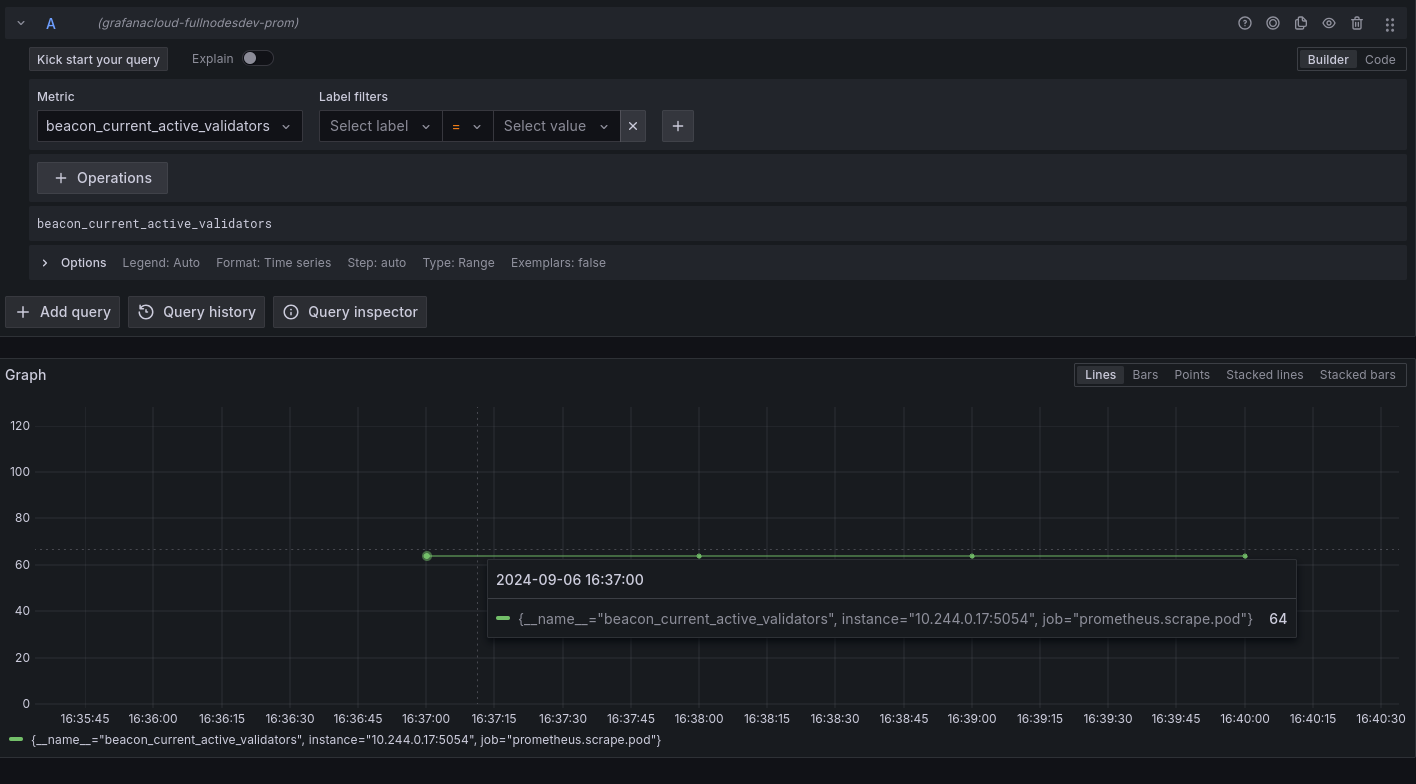 A (grafanacloud-fullnodesdev-prom)
Kick start your query Explain Builder Code
Metric Label filters
beacon_current_active_validators Select label = Select value
+ Operations
beacon_current_active_validators
Options Legend: Auto Format: Time series Step: auto Type: Range Exemplars: false
+ Add query Query history Query inspector
Graph Lines Bars Points Stacked lines Stacked bars
120
100
80
60
40
20
0
2024-09-06 16:37:00
{__name__="beacon_current_active_validators", instance="10.244.0.17:5054", job="prometheus.scrape.pod"} 64
16:35:45 16:36:00 16:36:15 16:36:30 16:36:45 16:37:00 16:37:15 16:37:30 16:37:45 16:38:00 16:38:15 16:38:30 16:38:45 16:39:00 16:39:15 16:39:30 16:39:45 16:40:00 16:40:15 16:40:30
{__name__="beacon_current_active_validators", instance="10.244.0.17:5054", job="prometheus.scrape.pod"}